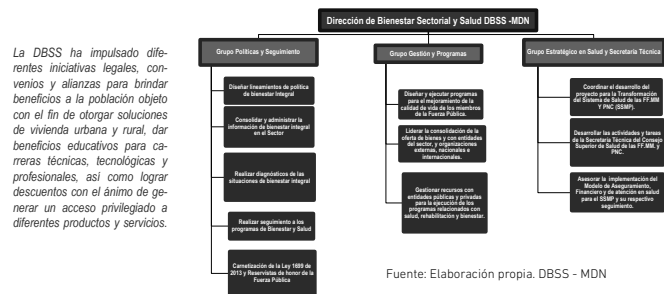 Dirección de Bienestar Sectorial y Salud DBSS -MDN
La DBSS ha impulsado dife-
rentes iniciativas legales, con-
venios y alianzas para brindar
beneficios a la población objeto
con el fin de otorgar soluciones
de vivienda urbana y rural, dar
beneficios educativos para ca-
rreras técnicas, tecnológicas y
profesionales, así como lograr
descuentos con el ánimo de ge-
nerar un acceso privilegiado a
diferentes productos y servicios.
Grupo Políticas y Seguimiento
Diseñar lineamientos de política
de bienestar Integral
Consolidar y administrar la
información de bienestar integral
en el Sector
Realizar diagnósticos de las
situaciones de bienestar integral
Realizar seguimiento a los
programas de Bienestar y Salud
Carnetización de la Ley 1699 de
2013 y Reservistas de honor de la
Fuerza Pública
Grupo Gestión y Programas
Diseñar y ejecutar programas
para el mejoramiento de la
calidad de vida de los miembros
de la Fuerza Pública.
Liderar la consolidación de la
oferta de bienes y con entidades
del sector, y organizaciones
externas, nacionales e
internacionales.
Gestionar recursos con
entidades públicas y privadas
para la ejecución de los
programas relacionados con
salud, rehabilitación y bienestar.
Grupo Estratégico en Salud y Secretaría Técnica
Coordinar el desarrollo del
proyecto para la Transformación
del Sistema de Salud de las FF.MM
Y PNC (SSMP).
Desarrollar las actividades y tareas
de la Secretaría Técnica del Consejo
Superior de Salud de las FF.MM. y
PNC.
Asesorar la implementación del
Modelo de Aseguramiento,
Financiero y de atención en salud
para el SSMP y su respectivo
seguimiento.
Fuente: Elaboración propia. DBSS - MDN